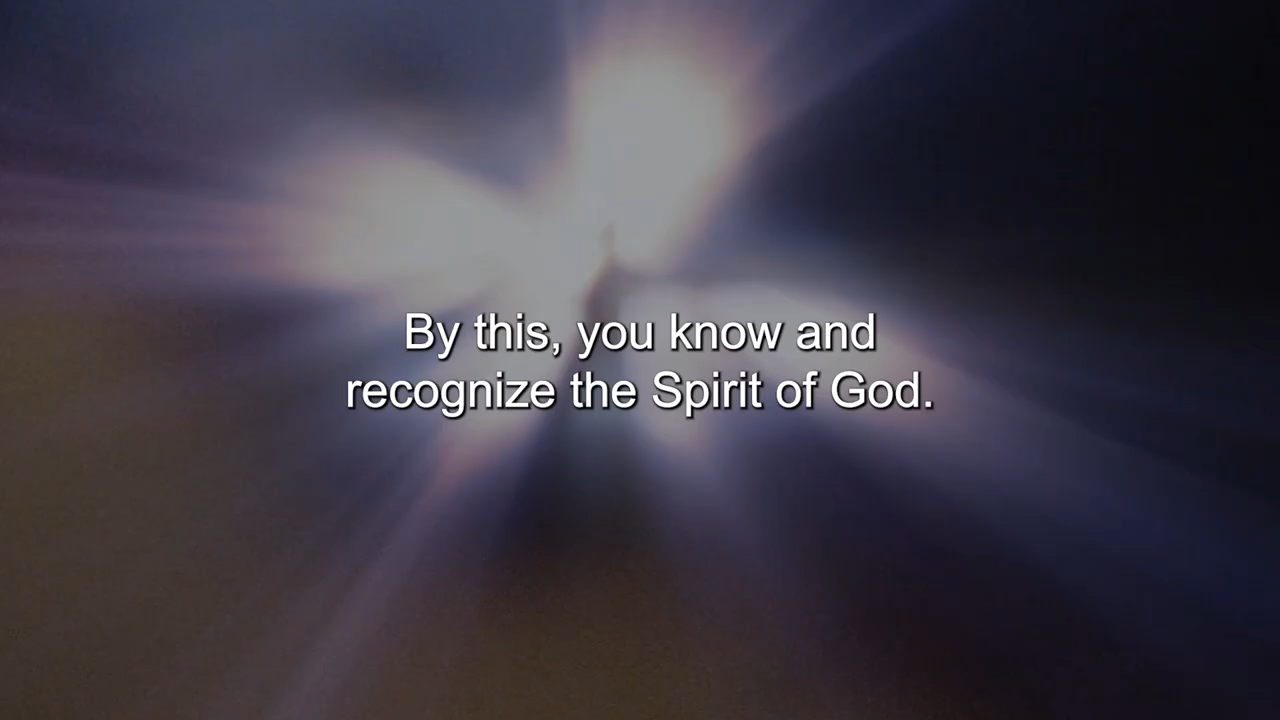 By this, you know and
recognize the Spirit of God.